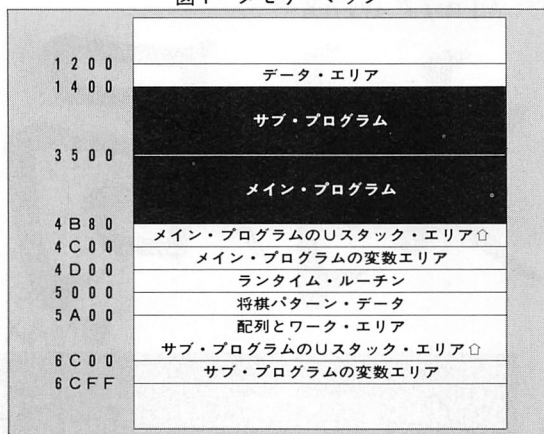 図1 メモリ・マップ
1200
データ・エリア
1400
サブ・プログラム
3500
メイン・プログラム
4B80
メイン・プログラムのUスタック・エリア⇧
4C00
メイン・プログラムの変数エリア
4D00
ランタイム・ルーチン
5000
将棋パターン・データ
5A00
配列とワーク・エリア
サブ・プログラムのUスタック・エリア⇧
6C00
サブ・プログラムの変数エリア
6CFF